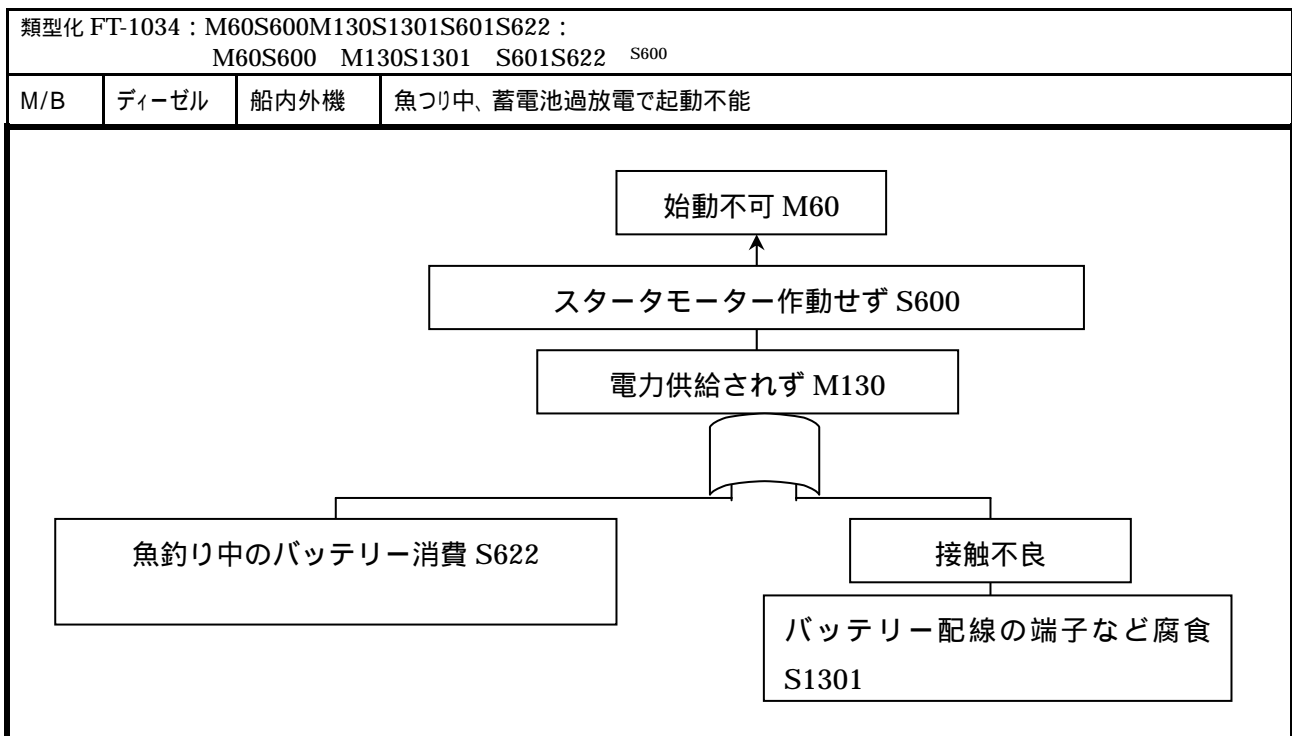 類型化 FT-1034：M60S600M130S1301S601S622：
M60S600 M130S1301 S601S622 S600
M/B ディーゼル 船内外機 魚つり中、蓄電池過放電で起動不能
始動不可 M60
スタータモーター作動せず S600
電力供給されず M130
魚釣り中のバッテリー消費 S622
接触不良
バッテリー配線の端子など腐食
S1301